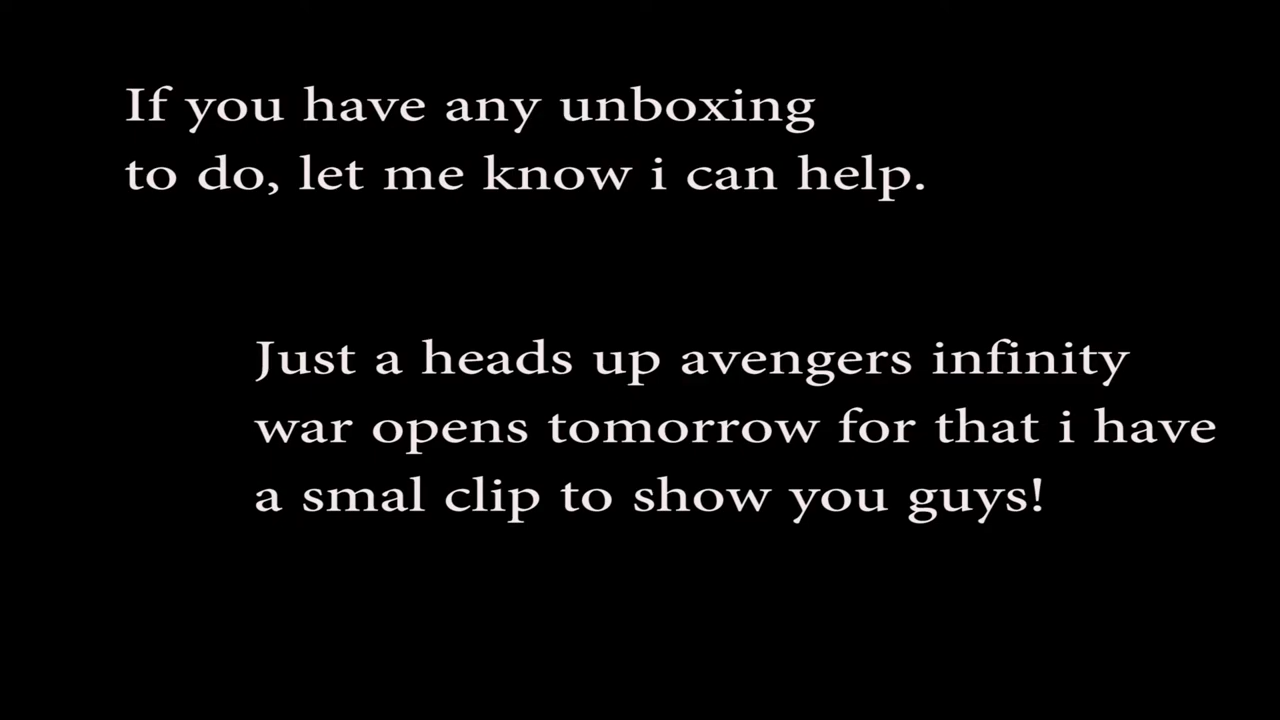 If you have any unboxing
to do, let me know i can help.
Just a heads up avengers infinity
war opens tomorrow for that i have
a smal clip to show you guys!